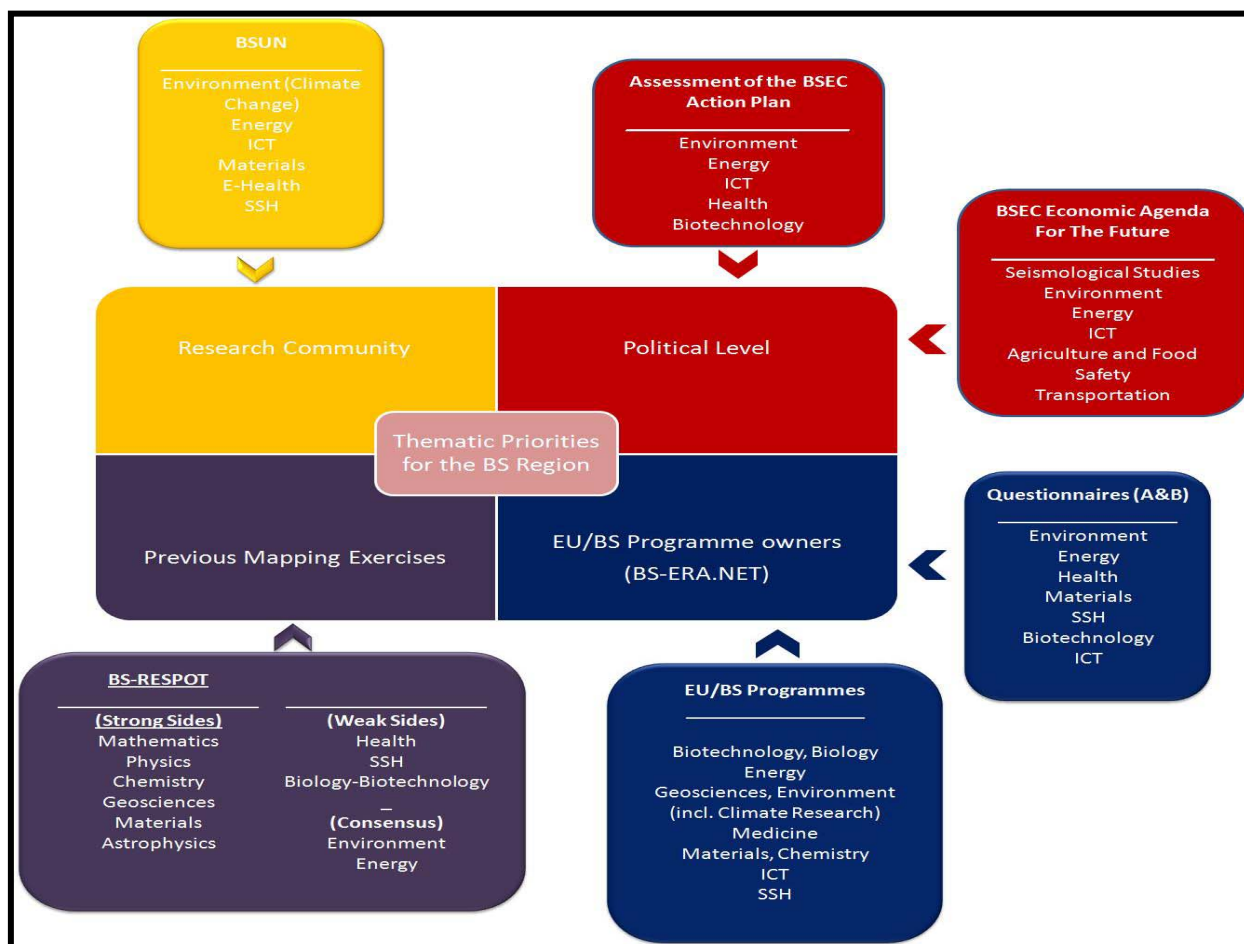 BSUN
Environment (Climate
Change)
Energy
ICT
Materials
E-Health
SSH
Assessment of the BSEC
Action Plan
Environment
Energy
ICT
Health
Biotechnology
BSEC Economic Agenda
For The Future
Seismological Studies
Environment
Energy
ICT
Agriculture and Food
Safety
Transportation
Research Community
Political Level
Thematic Priorities
for the BS Region
Previous Mapping Exercises
EU/BS Programme owners
(BS-ERA.NET)
Questionnaires (A&B)
Environment
Energy
Health
Materials
SSH
Biotechnology
ICT
BS-RESPOT
(Strong Sides)
Mathematics
Physics
Chemistry
Geosciences
Materials
Astrophysics
(Weak Sides)
Health
SSH
Biology-Biotechnology
_
(Consensus)
Environment
Energy
EU/BS Programmes
Biotechnology, Biology
Energy
Geosciences, Environment
(incl. Climate Research)
Medicine
Materials, Chemistry
ICT
SSH